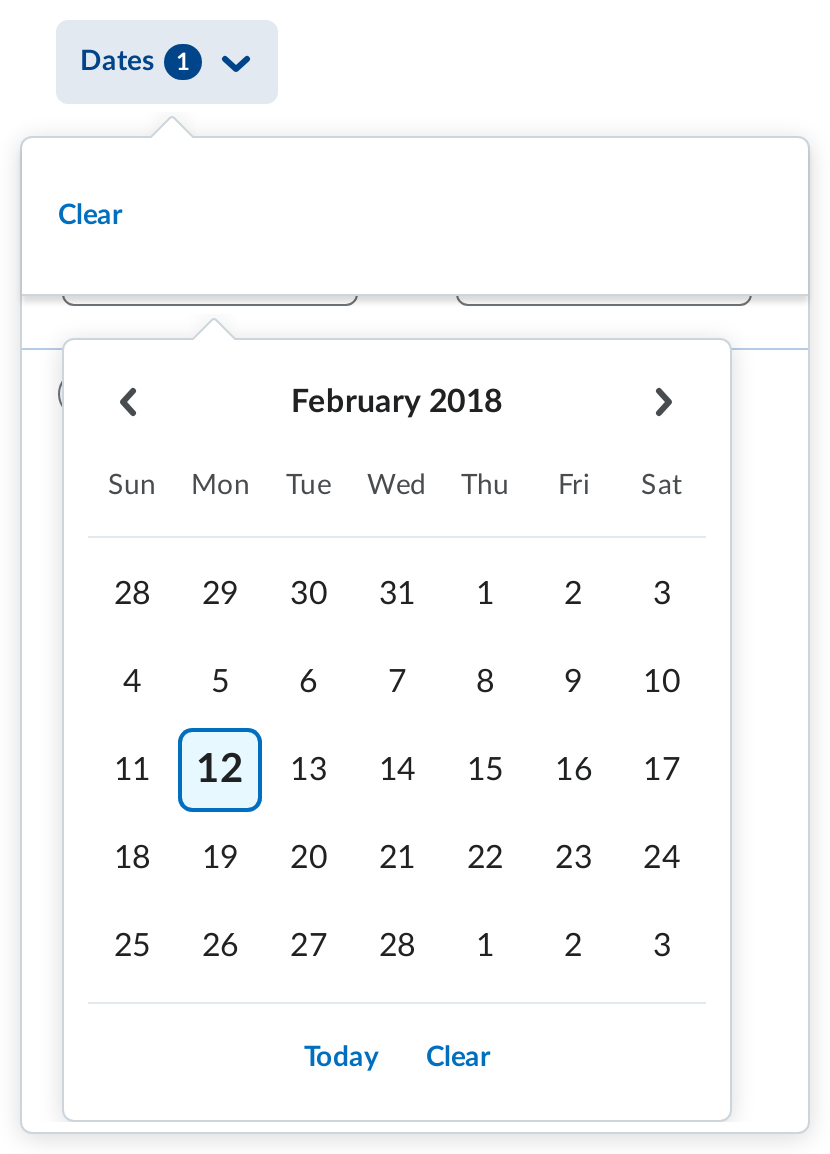 Dates 1
Clear
February 2018
Sun Mon Tue Wed Thu Fri Sat
28 29 30 31 1 2 3
4 5 6 7 8 9 10
11 12 13 14 15 16 17
18 19 20 21 22 23 24
25 26 27 28 1 2 3
Today Clear